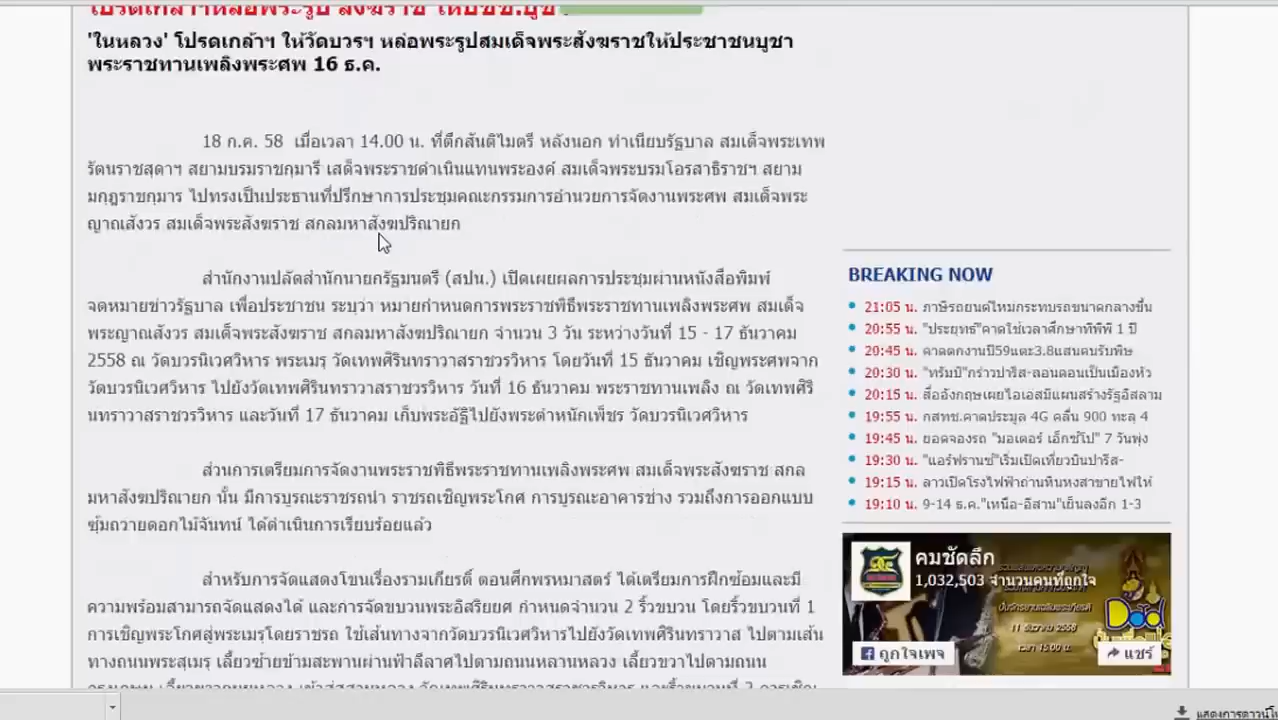 โปรดเกล้าฯหล่อพระรูป สังฆราช ให้ปชช.บูชา
'ในหลวง' โปรดเกล้าฯ ให้วัดบวรฯ หล่อพระรูปสมเด็จพระสังฆราชให้ประชาชนบูชา
พระราชทานเพลิงพระศพ 16 ธ.ค.
18 ก.ค. 58 เมื่อเวลา 14.00 น. ที่ตึกสันติไมตรี หลังนอก ทำเนียบรัฐบาล สมเด็จพระเทพ
รัตนราชสุดาฯ สยามบรมราชกุมารี เสด็จพระราชดำเนินแทนพระองค์ สมเด็จพระบรมโอรสาธิราชฯ สยาม
มกุฎราชกุมาร ไปทรงเป็นประธานที่ปรึกษาการประชุมคณะกรรมการอำนวยการจัดงานพระศพ สมเด็จพระ
ญาณสังวร สมเด็จพระสังฆราช สกลมหาสังฆปริณายก
สำนักงานปลัดสำนักนายกรัฐมนตรี (สปน.) เปิดเผยผลการประชุมผ่านหนังสือพิมพ์
จดหมายข่าวรัฐบาล เพื่อประชาชน ระบุว่า หมายกำหนดการพระราชพิธีพระราชทานเพลิงพระศพ สมเด็จ
พระญาณสังวร สมเด็จพระสังฆราช สกลมหาสังฆปริณายก จำนวน 3 วัน ระหว่างวันที่ 15 - 17 ธันวาคม
2558 ณ วัดบวรนิเวศวิหาร พระเมรุ วัดเทพศิรินทราวาสราชวรวิหาร โดยวันที่ 15 ธันวาคม เชิญพระศพจาก
วัดบวรนิเวศวิหาร ไปยังวัดเทพศิรินทราวาสราชวรวิหาร วันที่ 16 ธันวาคม พระราชทานเพลิง ณ วัดเทพศิริ
นทราวาสราชวรวิหาร และวันที่ 17 ธันวาคม เก็บพระอัฐิไปยังพระตำหนักเพ็ชร วัดบวรนิเวศวิหาร
ส่วนการเตรียมการจัดงานพระราชพิธีพระราชทานเพลิงพระศพ สมเด็จพระสังฆราช สกล
มหาสังฆปริณายก นั้น มีการบูรณะราชรถนำ ราชรถเชิญพระโกศ การบูรณะอาคารช่าง รวมถึงการออกแบบ
ซุ้มถวายดอกไม้จันทน์ ได้ดำเนินการเรียบร้อยแล้ว
สำหรับการจัดแสดงโขนเรื่องรามเกียรติ์ ตอนศึกพรหมาสตร์ ได้เตรียมการฝึกซ้อมและมี
ความพร้อมสามารถจัดแสดงได้ และการจัดขบวนพระอิสริยยศ กำหนดจำนวน 2 ริ้วขบวน โดยริ้วขบวนที่ 1
การเชิญพระโกศสู่พระเมรุโดยราชรถ ใช้เส้นทางจากวัดบวรนิเวศวิหารไปยังวัดเทพศิรินทราวาส ไปตามเส้น
ทางถนนพระสุเมรุ เลี้ยวซ้ายข้ามสะพานผ่านฟ้าลีลาศไปตามถนนหลานหลวง เลี้ยวขวาไปตามถนน
BREAKING NOW
21:05 น. ภาษีรถยนต์ใหม่กระทบรถขนาดกลางขึ้น
20:55 น. "ประยุทธ์"คาดใช้เวลาศึกษาทีพีพี 1 ปี
20:45 น. คาดตกงานปี59แตะ3.8แสนคนรับพิษ
20:30 น. "ทรัมป์"กร่าวปารีส-ลอนดอนเป็นเมืองหัว
20:15 น. สื่ออังกฤษเผยไอเอสมีแผนสร้างรัฐอิสลาม
19:55 น. กสทช.คาดประมูล 4G คลื่น 900 ทะลุ 4
19:45 น. ยอดจองรถ "มอเตอร์ เอ็กซ์โป" 7 วันพุ่ง
19:30 น. "แอร์ฟรานซ์"เริ่มเปิดเที่ยวบินปารีส-
19:15 น. ลาวเปิดโรงไฟฟ้าถ่านหินหงสาขายไฟให้
19:10 น. 9-14 ธ.ค."เหนือ-อีสาน"เย็นลงอีก 1-3
คมชัดลึก
1,032,503 จำนวนคนที่ถูกใจ
11 ธันวาคม 2558
เวลา 15.00 น.
ถูกใจเพจ
แชร์